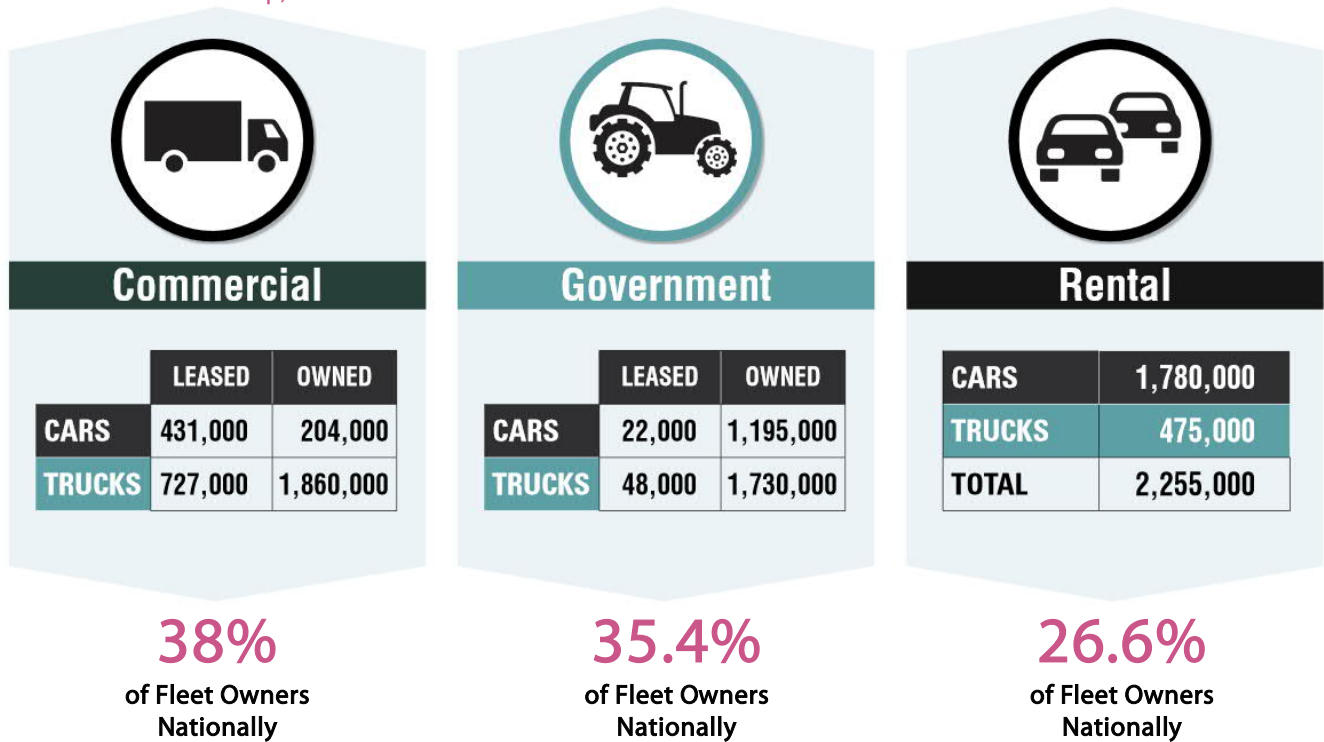 Commercial
LEASED OWNED
CARS 431,000 204,000
TRUCKS 727,000 1,860,000
38%
of Fleet Owners
Nationally
Government
LEASED OWNED
CARS 22,000 1,195,000
TRUCKS 48,000 1,730,000
35.4%
of Fleet Owners
Nationally
Rental
CARS 1,780,000
TRUCKS 475,000
TOTAL 2,255,000
26.6%
of Fleet Owners
Nationally